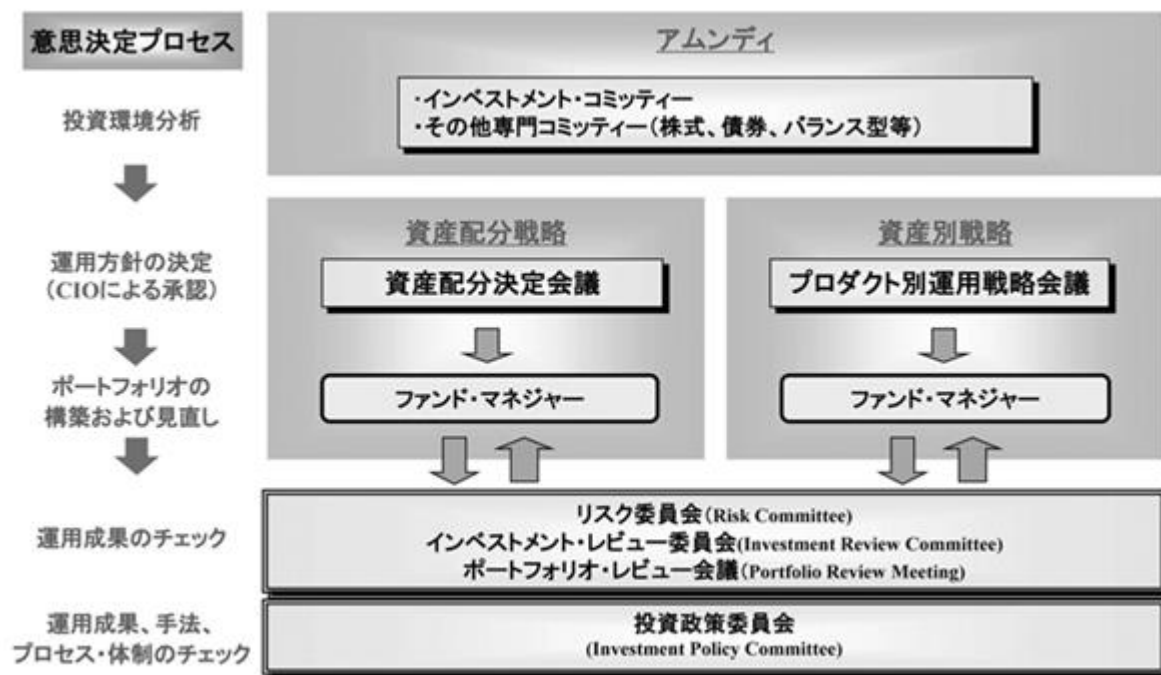 意思決定プロセス
アムンディ
・インベストメント・コミッティー
・その他専門コミッティー(株式、債券、バランス型等)
投資環境分析
資産配分戦略
資産配分決定会議
ファンド・マネジャー
資産別戦略
プロダクト別運用戦略会議
ファンド・マネジャー
運用方針の決定
(CIOによる承認)
ポートフォリオの
構築および見直し
運用成果のチェック
リスク委員会(Risk Committee)
インベストメント・レビュー委員会(Investment Review Committee)
ポートフォリオ・レビュー会議(Portfolio Review Meeting)
運用成果、手法、
プロセス・体制のチェック
投資政策委員会
(Investment Policy Committee)